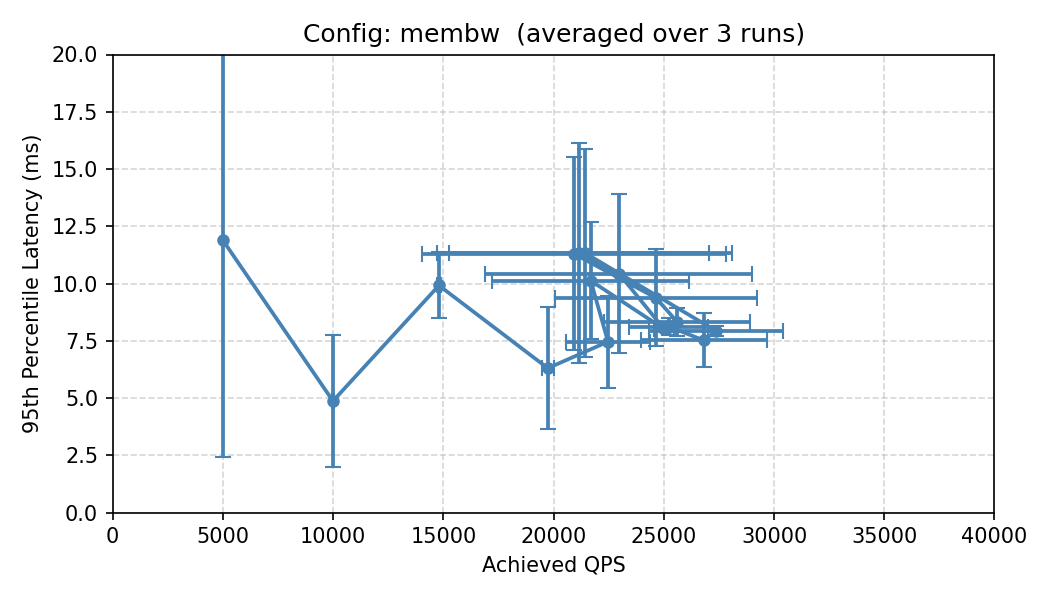 Config: membw  (averaged over 3 runs)
20.0
17.5
15.0
12.5
10.0
7.5
5.0
2.5
0.0
95th Percentile Latency (ms)
0 5000 10000 15000 20000 25000 30000 35000 40000
Achieved QPS